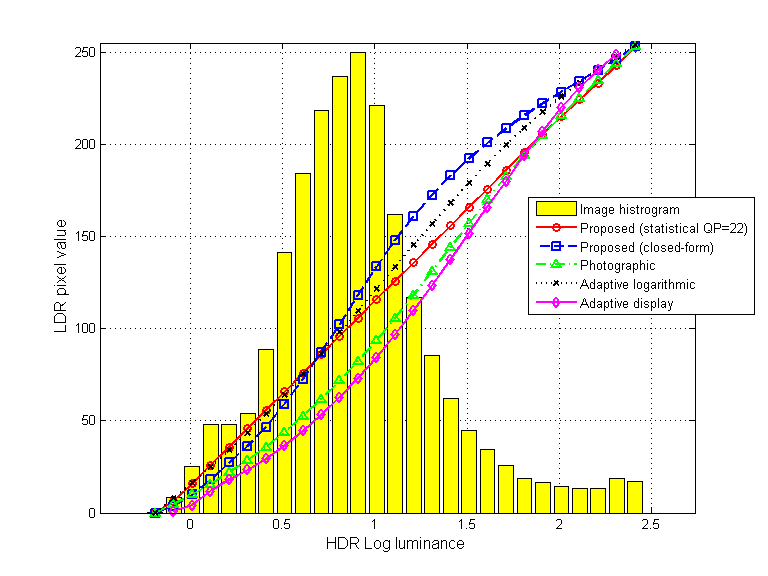 250
200
150
100
50
0
LDR pixel value
0
0.5
1
1.5
2
2.5
HDR Log luminance
Image histrogram
Proposed (statistical QP=22)
Proposed (closed-form)
Photographic
Adaptive logarithmic
Adaptive display